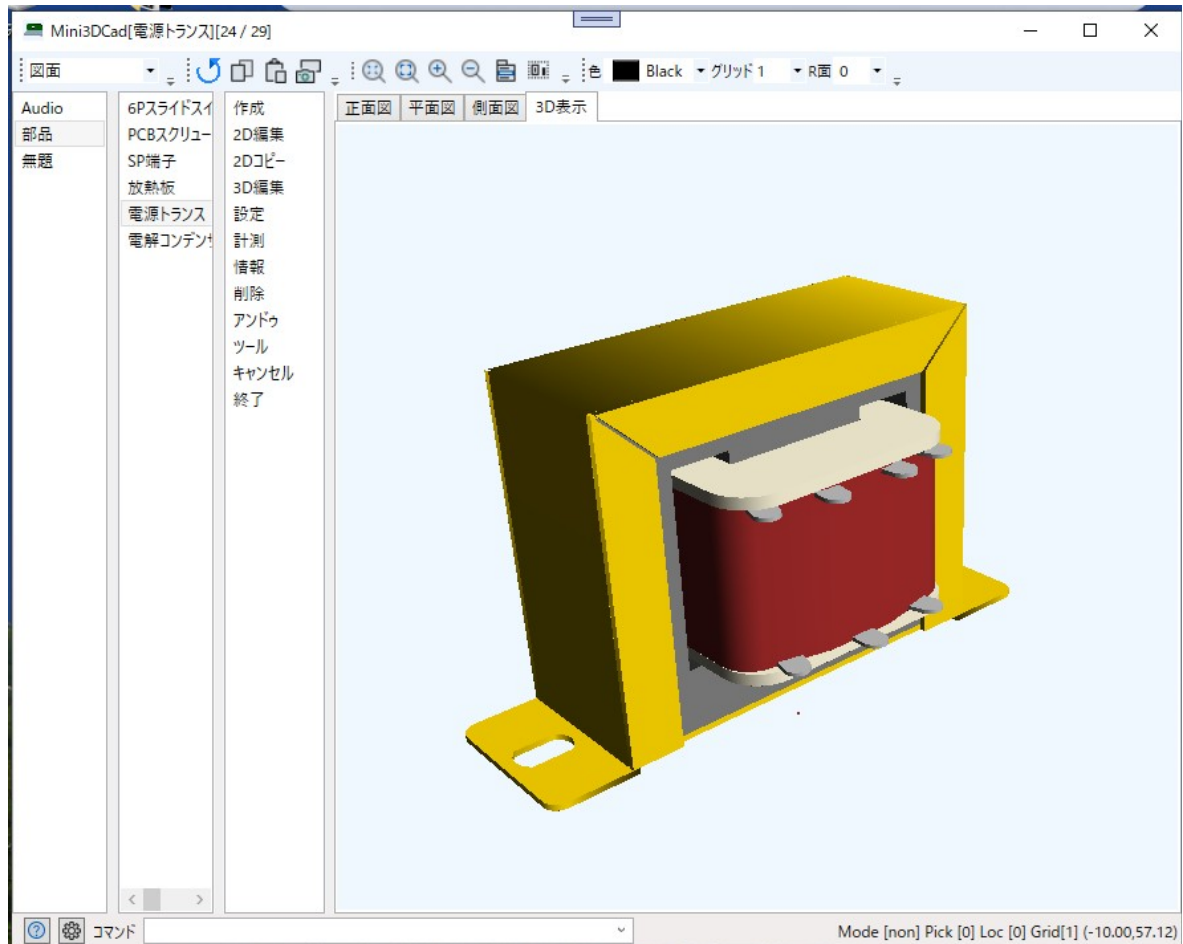 Mini3DCad[電源トランス][24 / 29]
図面 色 Black グリッド 1 R面 0
Audio
部品
無題
6Pスライドスイ
PCBスクリュー
SP端子
放熱板
電源トランス
電解コンデンサ
作成
2D編集
2Dコピー
3D編集
設定
計測
情報
削除
アンドゥ
ツール
キャンセル
終了
正面図 平面図 側面図 3D表示
コマンド
Mode [non] Pick [0] Loc [0] Grid[1] (-10.00,57.12)